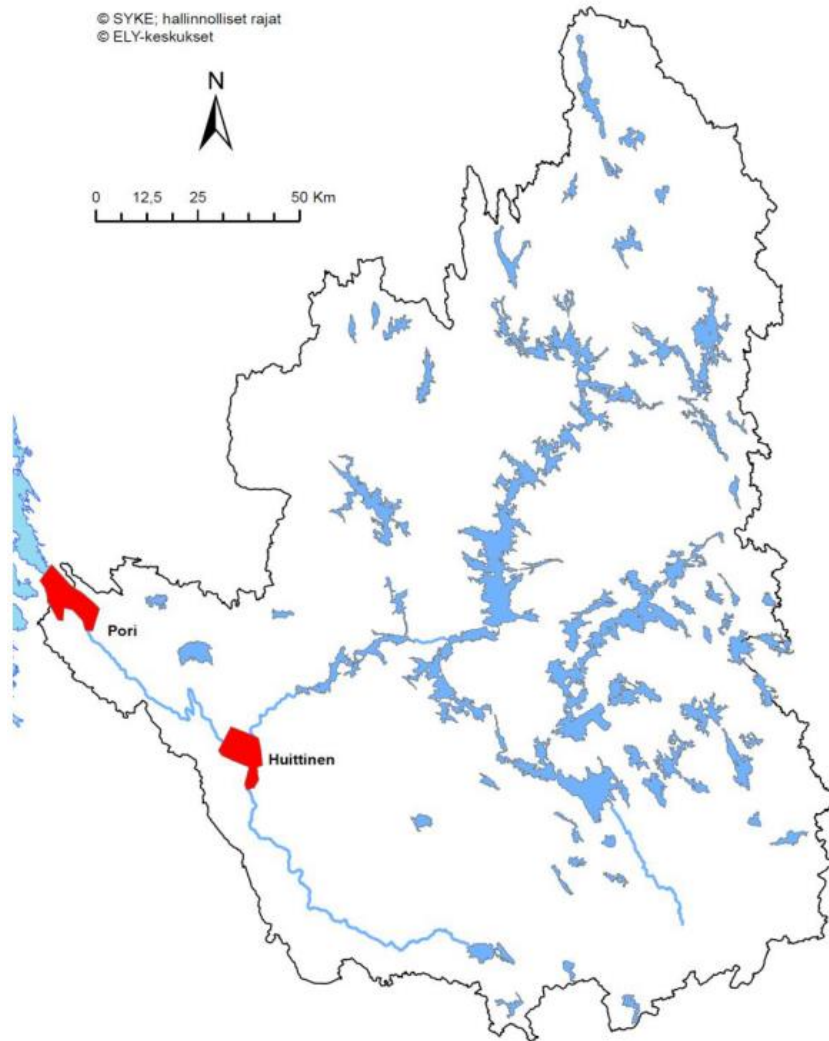 © SYKE; hallinnolliset rajat
© ELY-keskukset
N
0 12,5 25 50 Km
Pori
Huittinen